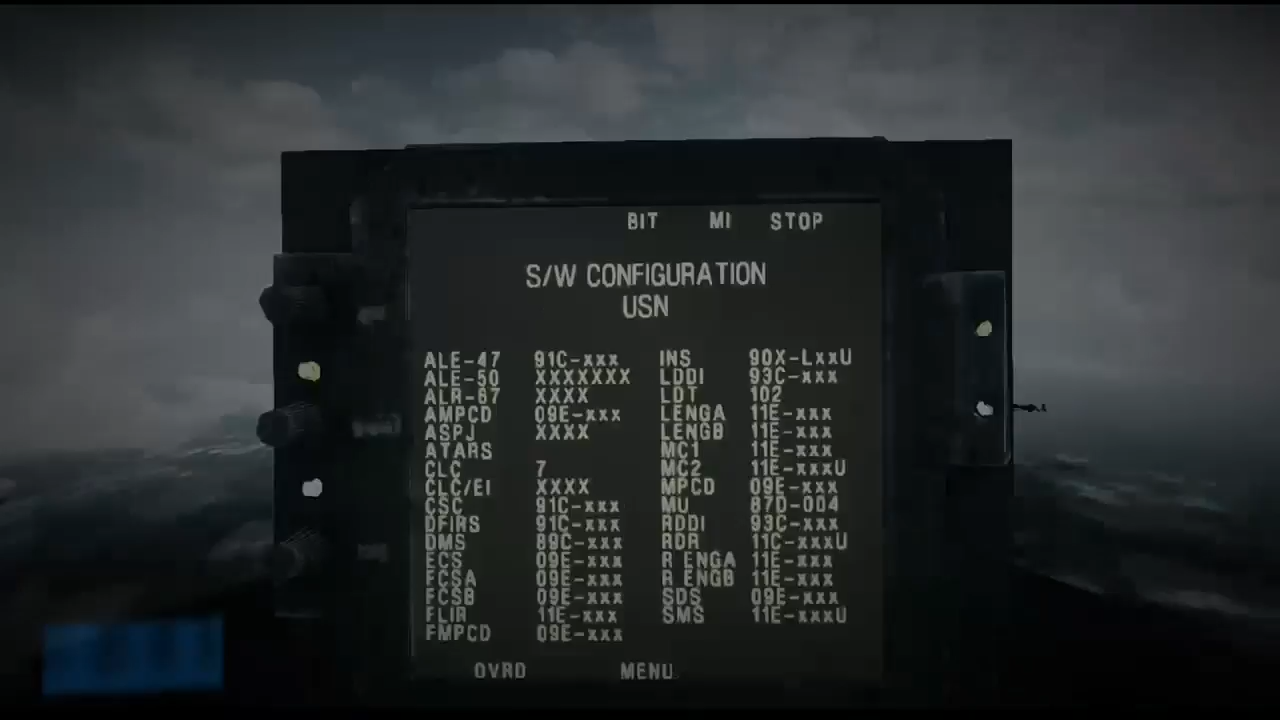 BIT MI STOP
S/W CONFIGURATION
USN
ALE-47 91C-xxx INS 90X-LxxU
ALE-50 XXXXXXX LDDI 93C-xxx
ALR-67 XXXX LDT 102
AMPCD 09E-xxx LENGA 11E-xxx
ASPJ XXXX LENGB 11E-xxx
ATARS MC1 11E-xxx
CLC 7 MC2 11E-xxxU
CLC/EI XXXX MPCD 09E-xxx
CSC 91C-xxx MU 87D-004
DFIRS 91C-xxx RDDI 93C-xxx
DMS 89C-xxx RDR 11C-xxxU
ECS 09E-xxx R ENGA 11E-xxx
FCSA 09E-xxx R ENGB 11E-xxx
FCSB 09E-xxx SDS 09E-xxx
FLIR 11E-xxx SMS 11E-xxxU
FMPCD 09E-xxx
OVRD MENU